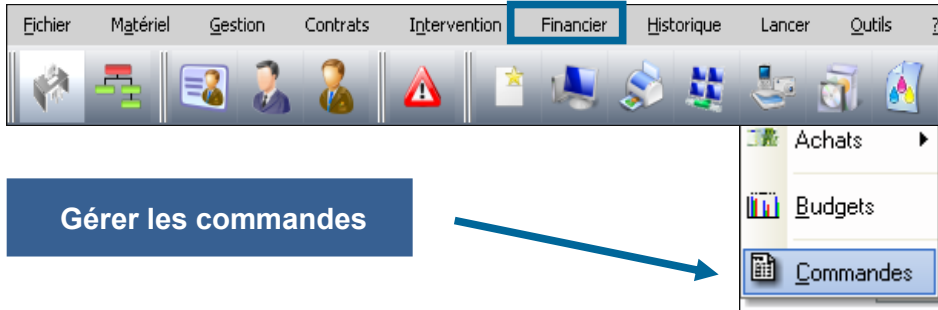 Fichier Matériel Gestion Contrats Intervention Financier Historique Lancer Outils ?
Achats
Budgets
Gérer les commandes
Commandes